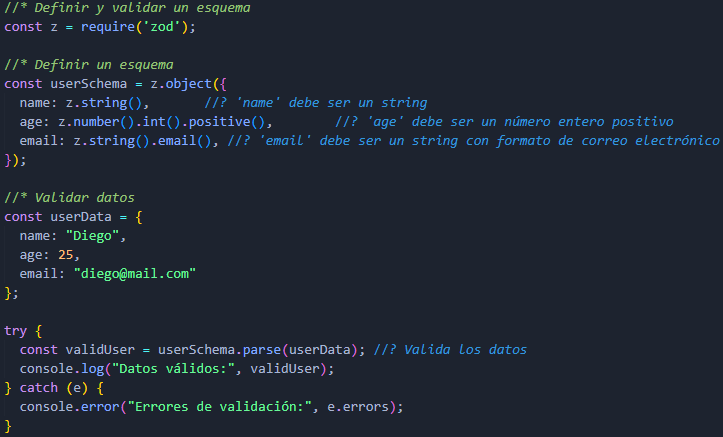 //* Definir y validar un esquema
const z = require('zod');
//* Definir un esquema
const userSchema = z.object({
  name: z.string(),       //? 'name' debe ser un string
  age: z.number().int().positive(),        //? 'age' debe ser un número entero positivo
  email: z.string().email(), //? 'email' debe ser un string con formato de correo electrónico
});
//* Validar datos
const userData = {
  name: "Diego",
  age: 25,
  email: "diego@mail.com"
};
try {
  const validUser = userSchema.parse(userData); //? Valida los datos
  console.log("Datos válidos:", validUser);
} catch (e) {
  console.error("Errores de validación:", e.errors);
}